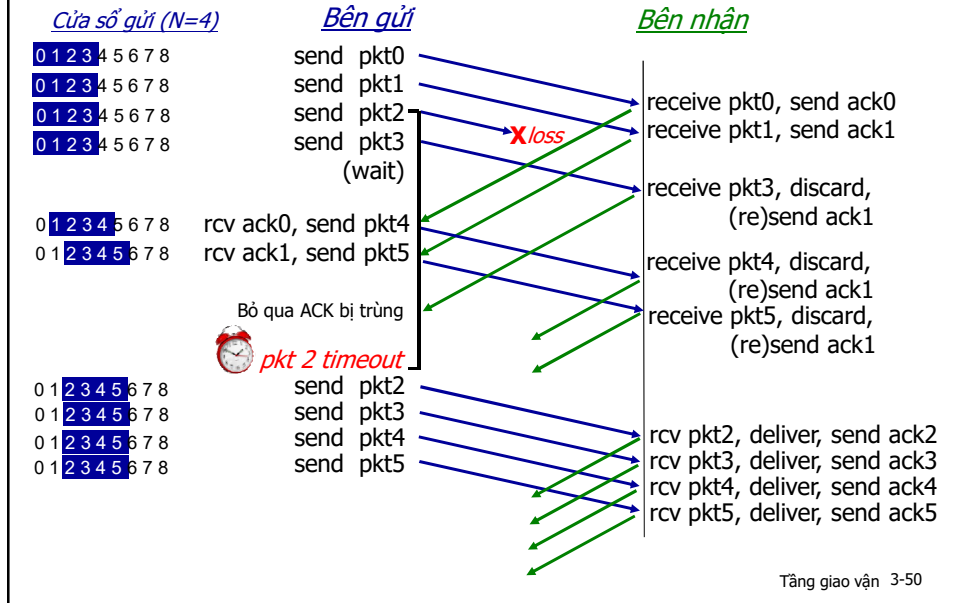 Cửa sổ gửi (N=4) Bên gửi Bên nhận
0 1 2 3 4 5 6 7 8 send pkt0
0 1 2 3 4 5 6 7 8 send pkt1
0 1 2 3 4 5 6 7 8 send pkt2
0 1 2 3 4 5 6 7 8 send pkt3
(wait)
X loss
receive pkt0, send ack0
receive pkt1, send ack1
receive pkt3, discard,
(re)send ack1
0 1 2 3 4 5 6 7 8 rcv ack0, send pkt4
0 1 2 3 4 5 6 7 8 rcv ack1, send pkt5
receive pkt4, discard,
(re)send ack1
receive pkt5, discard,
(re)send ack1
Bỏ qua ACK bị trùng
pkt 2 timeout
0 1 2 3 4 5 6 7 8 send pkt2
0 1 2 3 4 5 6 7 8 send pkt3
0 1 2 3 4 5 6 7 8 send pkt4
0 1 2 3 4 5 6 7 8 send pkt5
rcv pkt2, deliver, send ack2
rcv pkt3, deliver, send ack3
rcv pkt4, deliver, send ack4
rcv pkt5, deliver, send ack5
Tầng giao vận 3-50